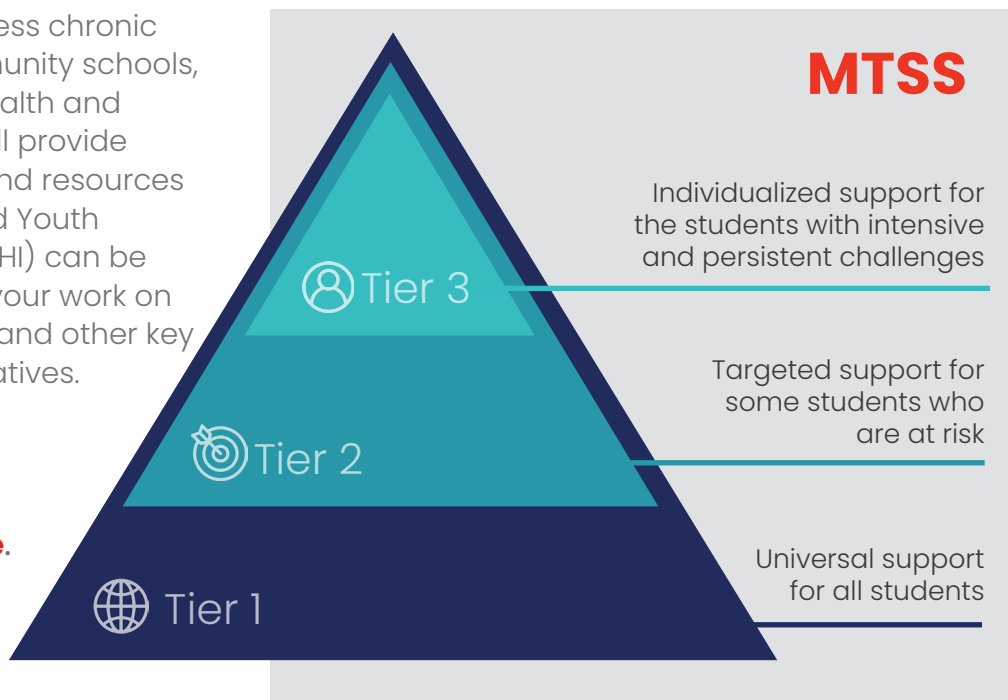 ess chronic
unity schools,
alth and
ll provide
nd resources
d Youth
HI) can be
your work on
and other key
atives.
e.
MTSS
Individualized support for
the students with intensive
and persistent challenges
Tier 3
Targeted support for
some students who
are at risk
Tier 2
Universal support
for all students
Tier 1